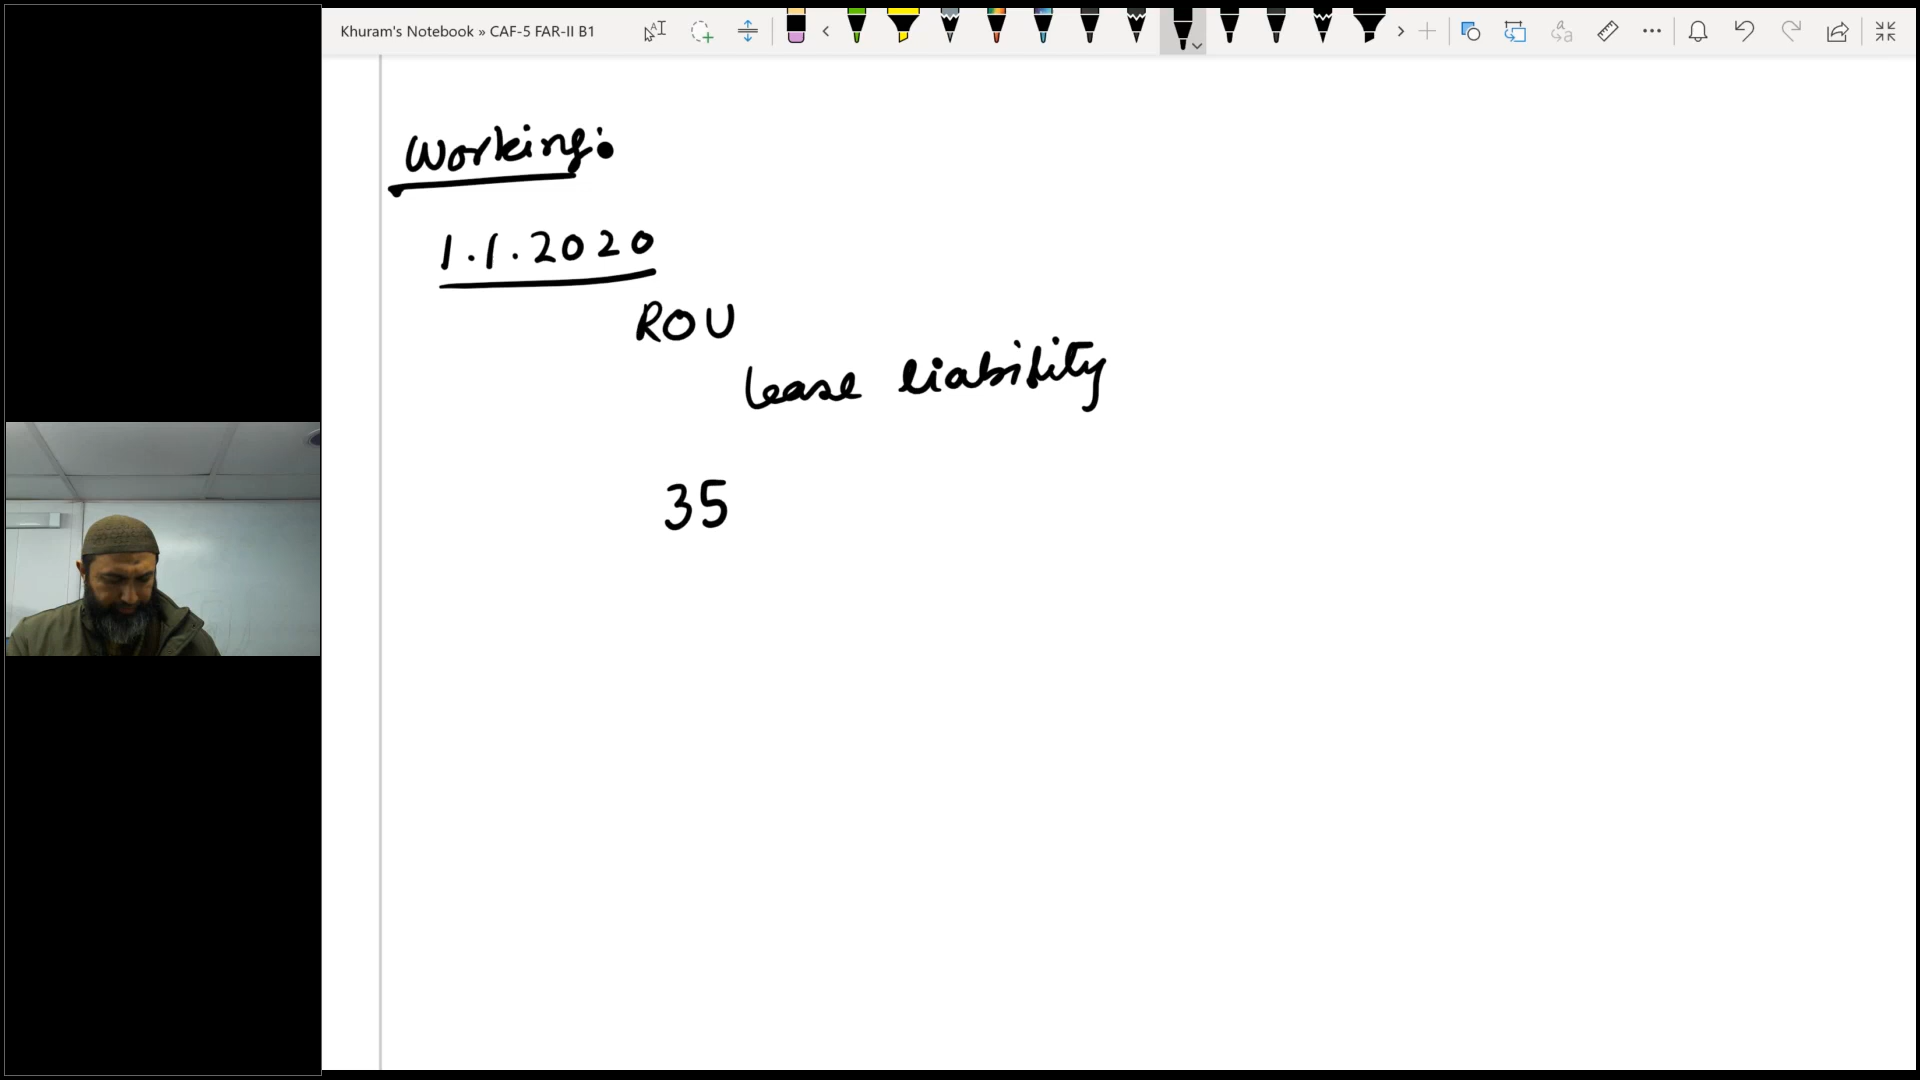 Khuram's Notebook » CAF-5 FAR-II B1
Working:
1.1.2020
ROU
Lease liability
35